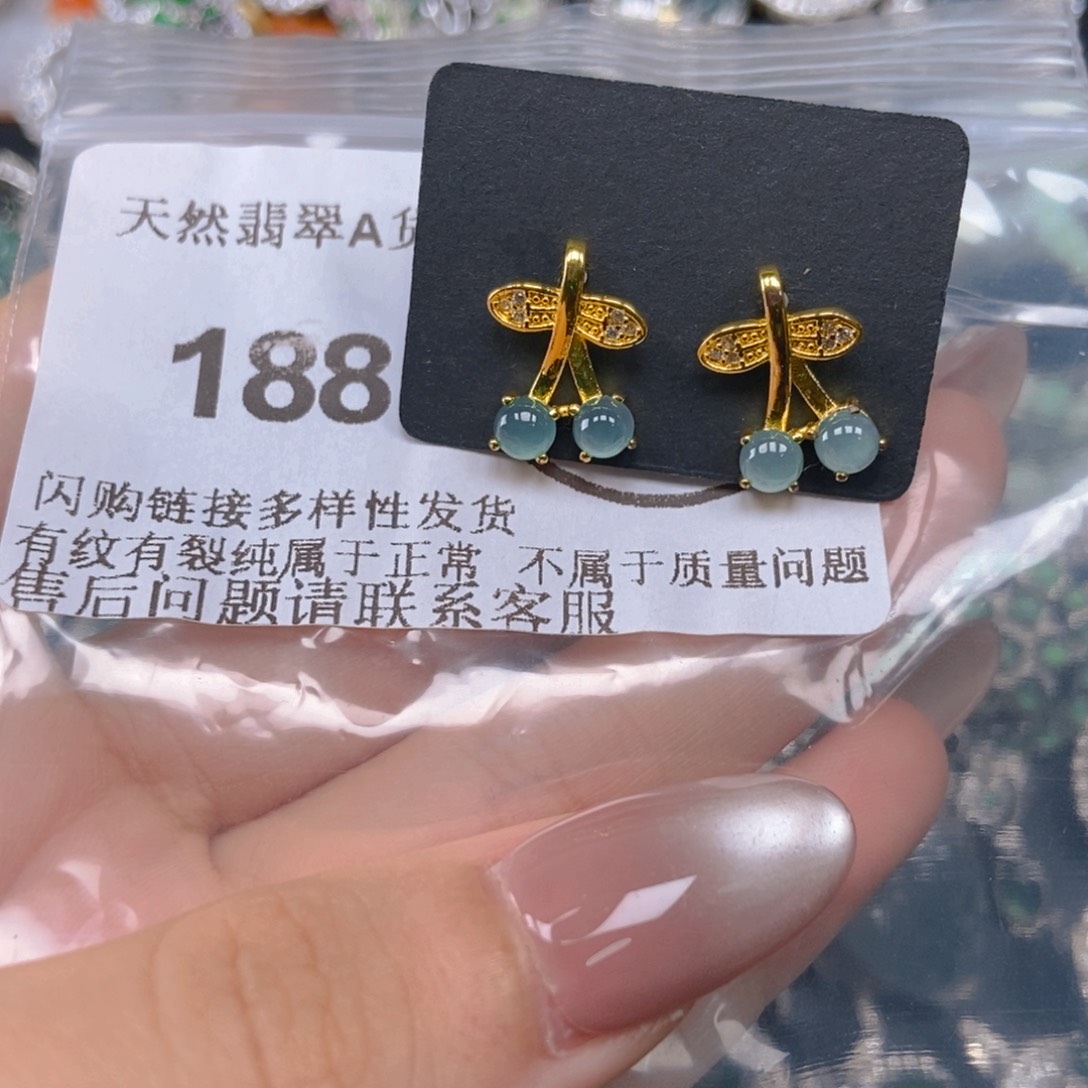 天然翡翠A货
188
闪购链接多样性发货
有纹有裂纯属于正常 不属于质量问题
售后问题请联系客服